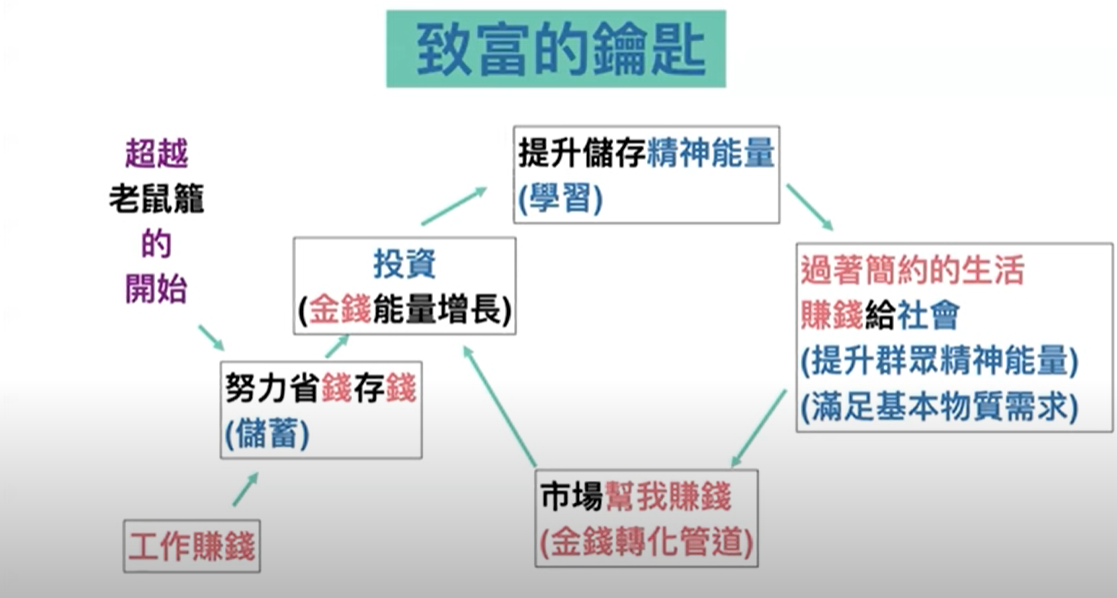 致富的鑰匙
超越
老鼠籠
的
開始
提升儲存精神能量
(學習)
投資
(金錢能量增長)
過著簡約的生活
賺錢給社會
(提升群眾精神能量)
(滿足基本物質需求)
努力省錢存錢
(儲蓄)
市場幫我賺錢
(金錢轉化管道)
工作賺錢